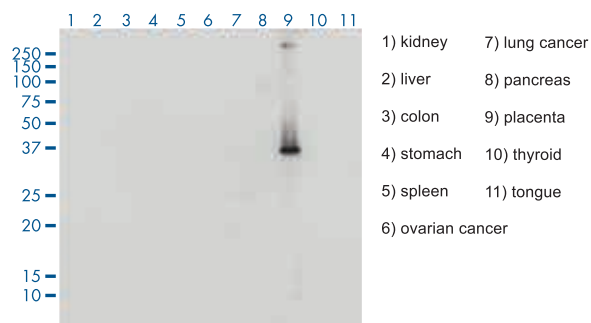 1 2 3 4 5 6 7 8 9 10 11
250
150
100
75
50
37
25
20
15
10
1) kidney
2) liver
3) colon
4) stomach
5) spleen
6) ovarian cancer
7) lung cancer
8) pancreas
9) placenta
10) thyroid
11) tongue